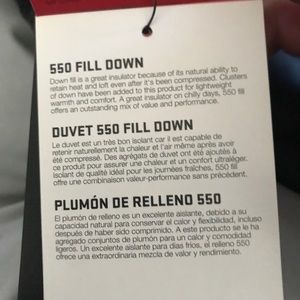 550 FILL DOWN
Down fill is a great insulator because of its natural ability to
retain heat and loft even after it's been compressed. Clusters
of down have been added to this product for lightweight
warmth and comfort. A great insulator on chilly days, 550 fill
offers an outstanding mix of value and performance.
DUVET 550 FILL DOWN
Le duvet est un très bon isolant car il est capable de
retenir naturellement la chaleur et l'air même après avoir
été compressé. Des agrégats de duvet ont été ajoutés à
ce produit pour assurer une chaleur et un confort ultraléger.
isolant de qualité idéal pour les journées fraîches, 550 fill
offre une combinaison valeur-performance sans précédent.
PLUMÓN DE RELLENO 550
El plumón de relleno es un excelente aislante, debido a su
capacidad natural para conservar el calor y flexibilidad, incluso
después de haber sido comprimido. A este producto se le ha
agregado conjuntos de plumón para un calor y comodidad
ligeros. Un excelente aislante para días fríos, el relleno 550
ofrece una extraordinaria mezcla de valor y rendimiento.